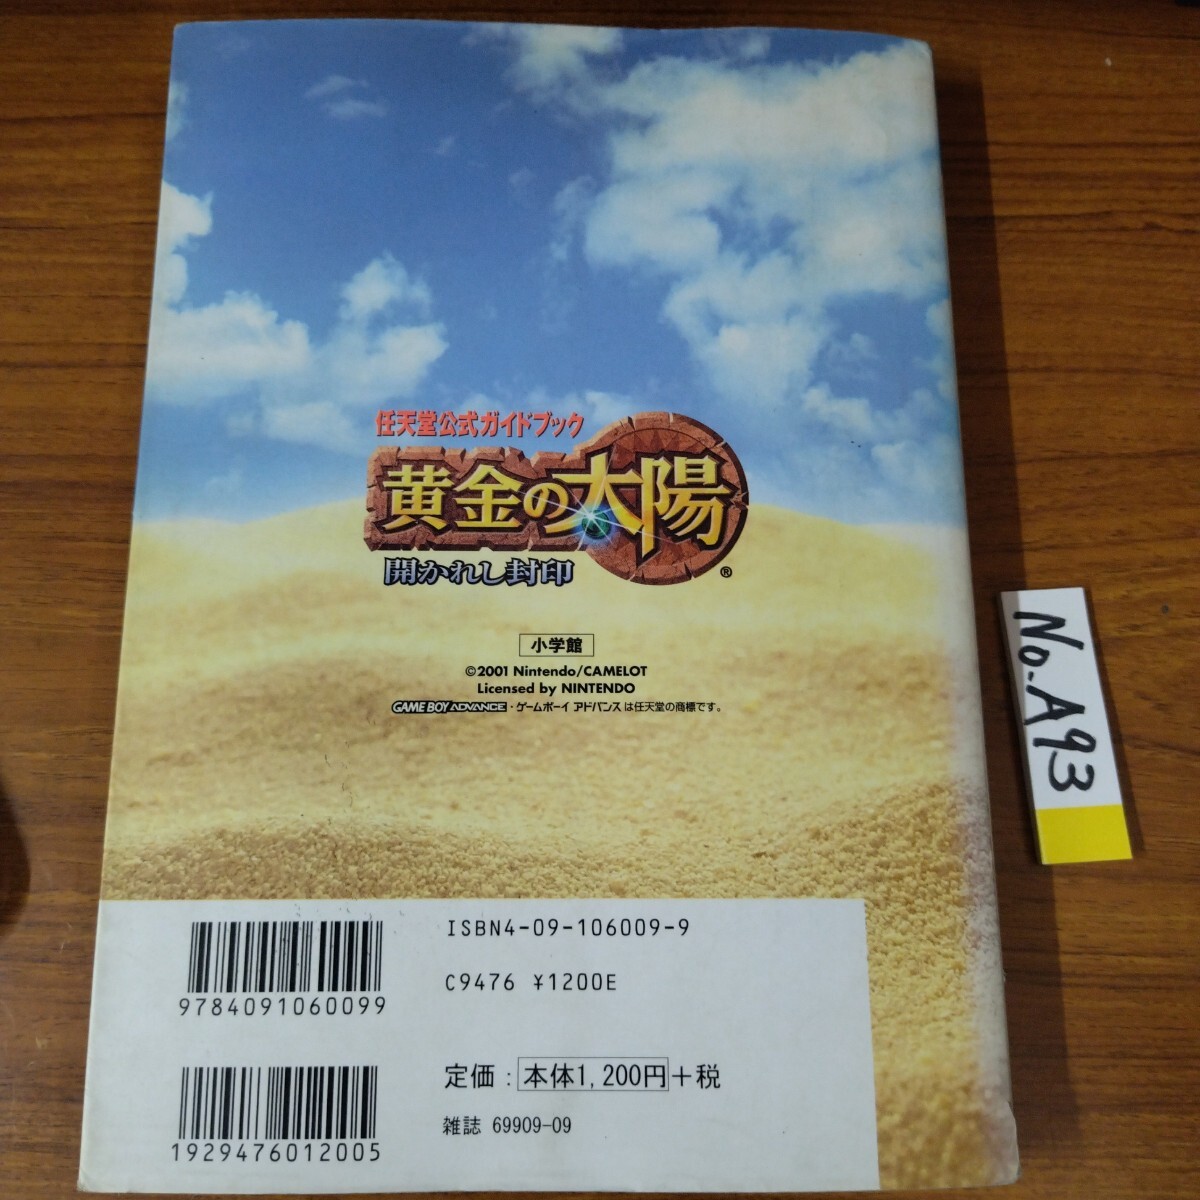 任天堂公式ガイドブック
黄金の太陽
開かれし封印
®
小学館
©2001 Nintendo/CAMELOT
Licensed by NINTENDO
GAME BOY ADVANCE・ゲームボーイ アドバンスは任天堂の商標です。
No.A93
ISBN4-09-106009-9
C9476 ¥1200E
9784091060099
定価：本体1,200円+税
雑誌 69909-09
1929476012005